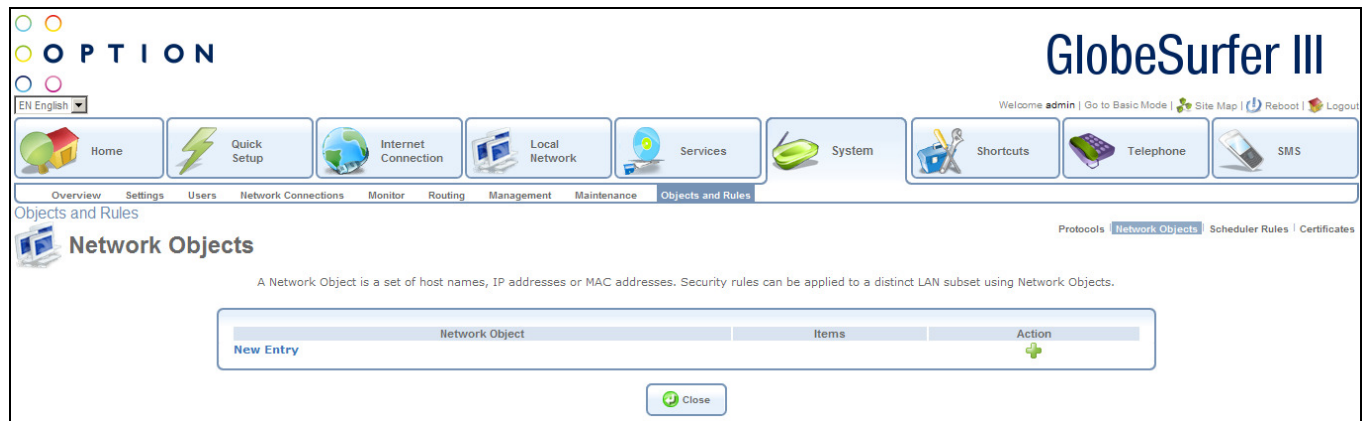 OPTION
GlobeSurfer III
EN English
Welcome admin | Go to Basic Mode | Site Map | Reboot | Logout
Home
Quick Setup
Internet Connection
Local Network
Services
System
Shortcuts
Telephone
SMS
Overview Settings Users Network Connections Monitor Routing Management Maintenance Objects and Rules
Objects and Rules
Protocols | Network Objects | Scheduler Rules | Certificates
Network Objects
A Network Object is a set of host names, IP addresses or MAC addresses. Security rules can be applied to a distinct LAN subset using Network Objects.
Network Object Items Action
New Entry
Close